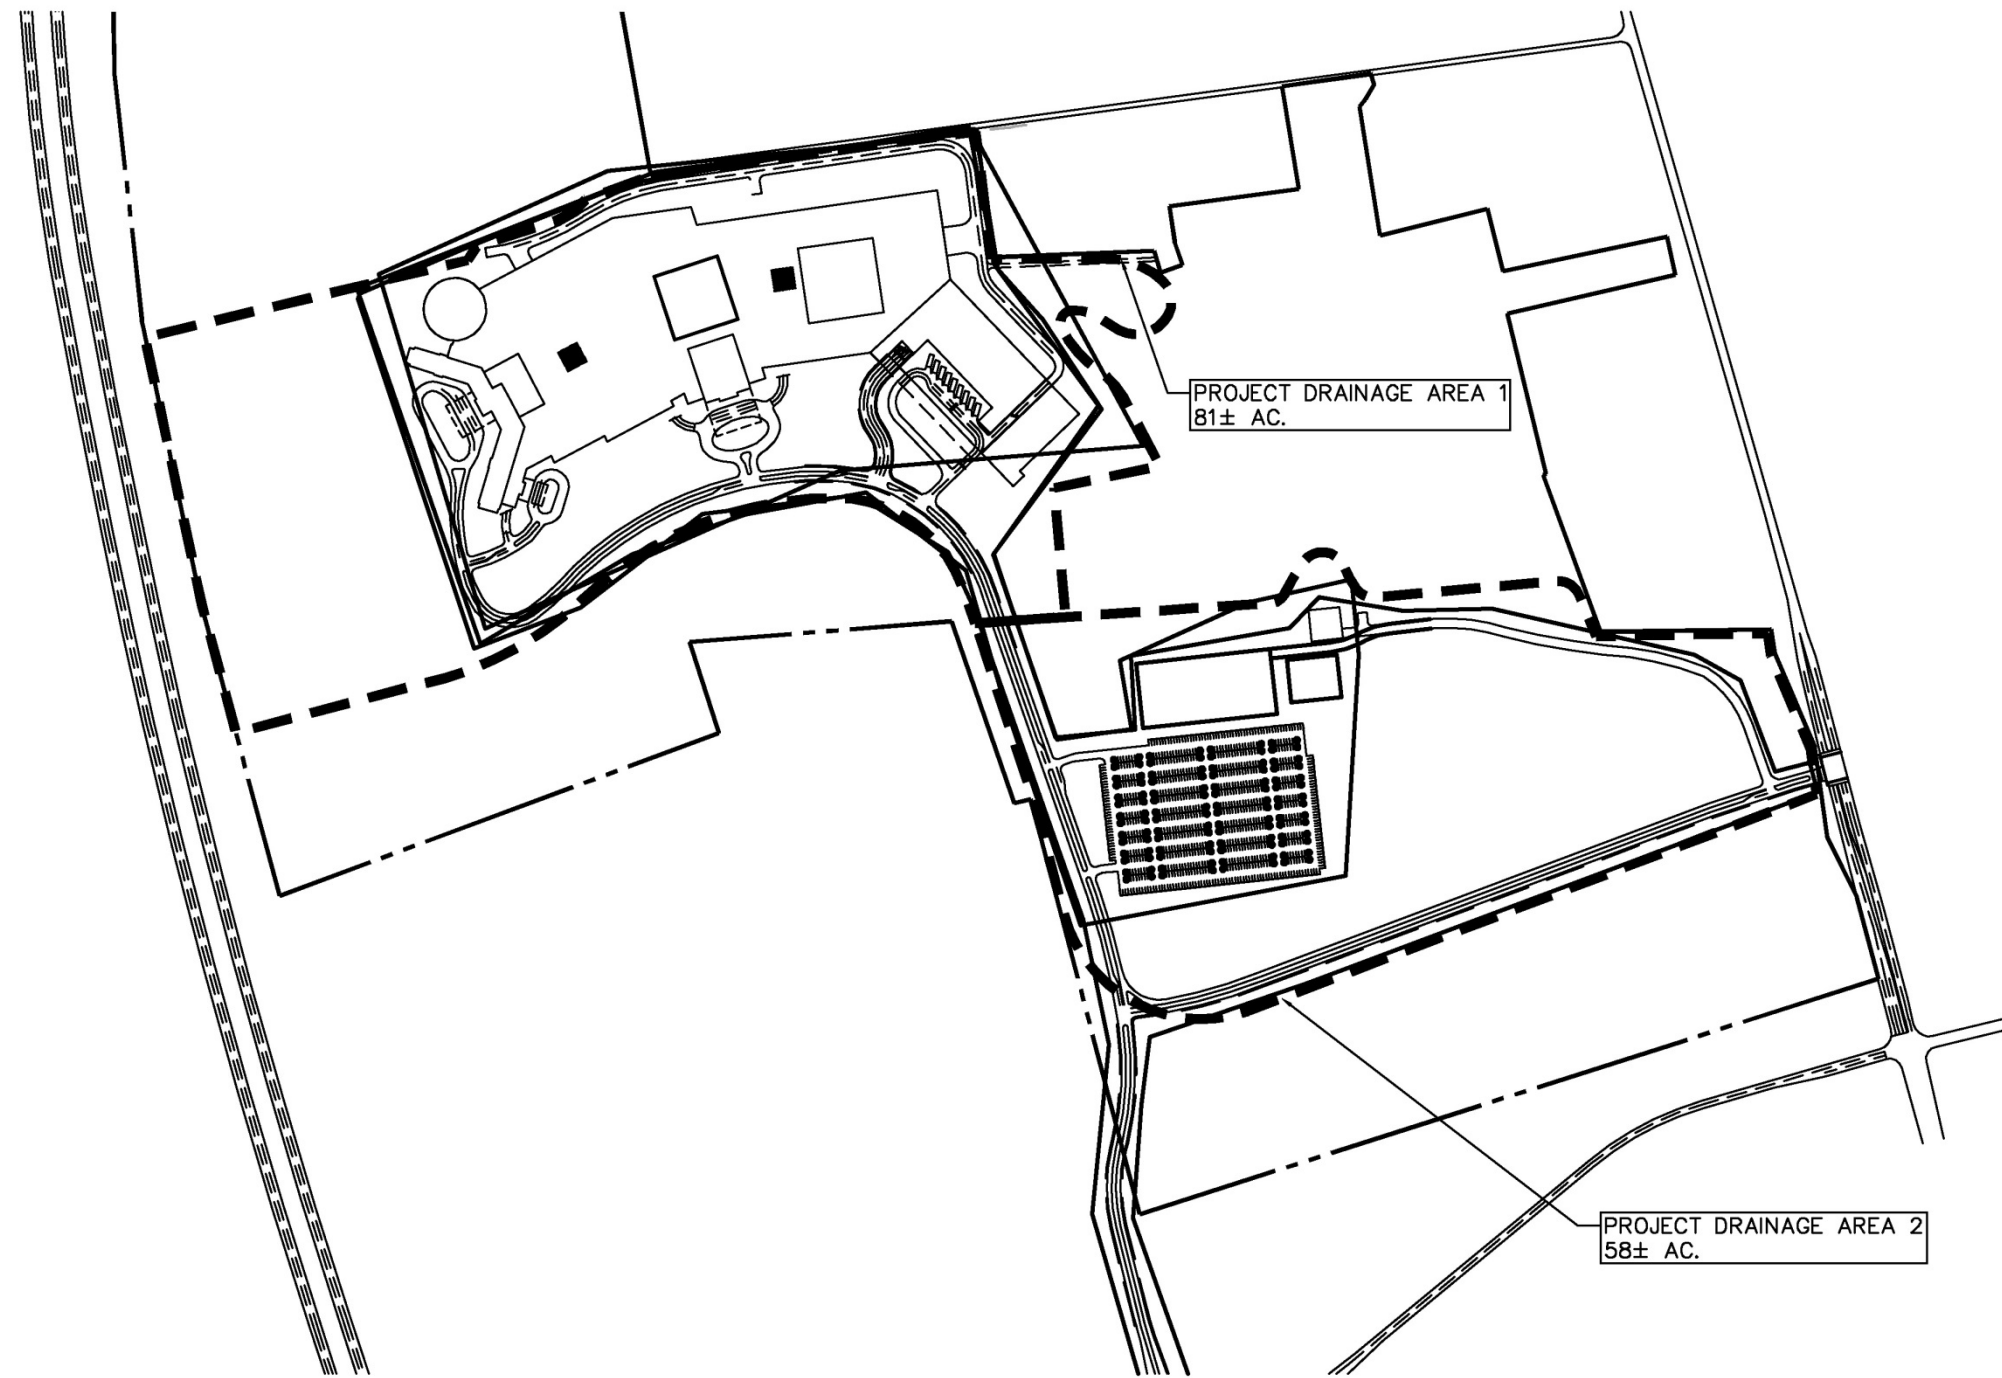 PROJECT DRAINAGE AREA 1
81± AC.
PROJECT DRAINAGE AREA 2
58± AC.